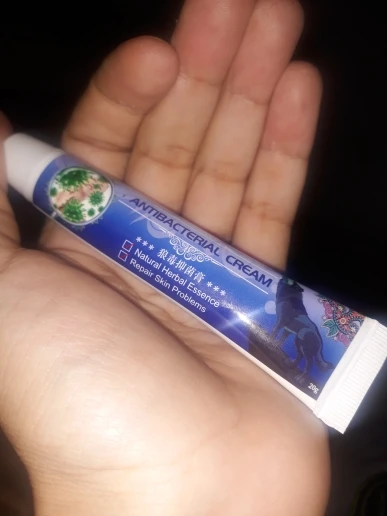 ANTIBACTERIAL CREAM
*** 狼毒抑菌膏 ***
Natural Herbal Essence
Repair Skin Problems
20g